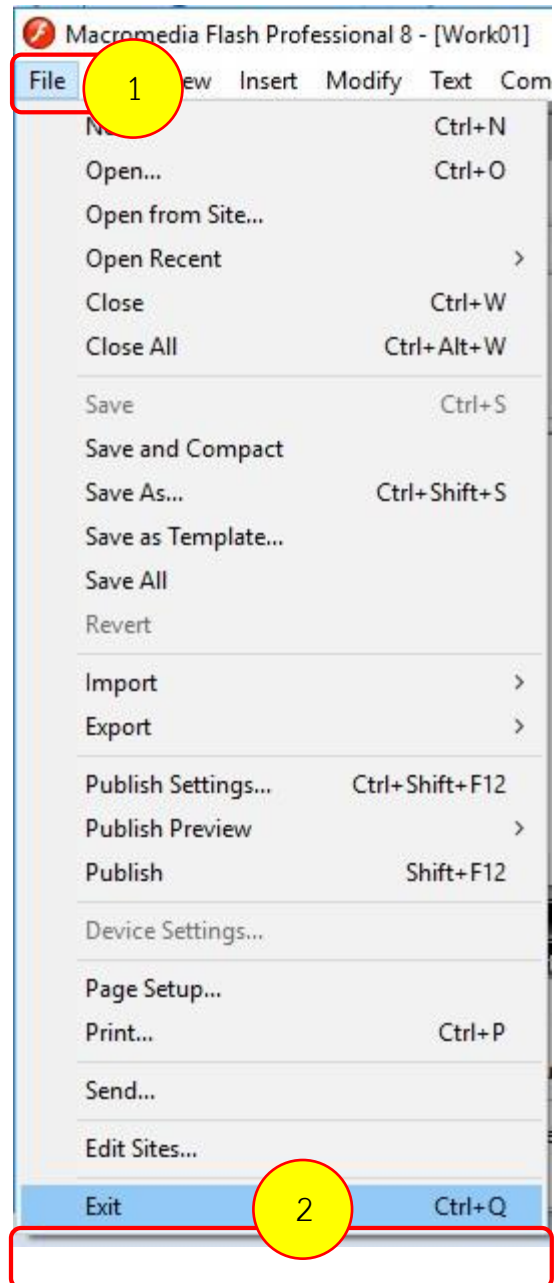 Macromedia Flash Professional 8 - [Work01]
File 1 ew Insert Modify Text Com
Ctrl+N
Open... Ctrl+O
Open from Site...
Open Recent >
Close Ctrl+W
Close All Ctrl+Alt+W
Save Ctrl+S
Save and Compact
Save As... Ctrl+Shift+S
Save as Template...
Save All
Revert
Import >
Export >
Publish Settings... Ctrl+Shift+F12
Publish Preview >
Publish Shift+F12
Device Settings...
Page Setup...
Print... Ctrl+P
Send...
Edit Sites...
Exit 2 Ctrl+Q